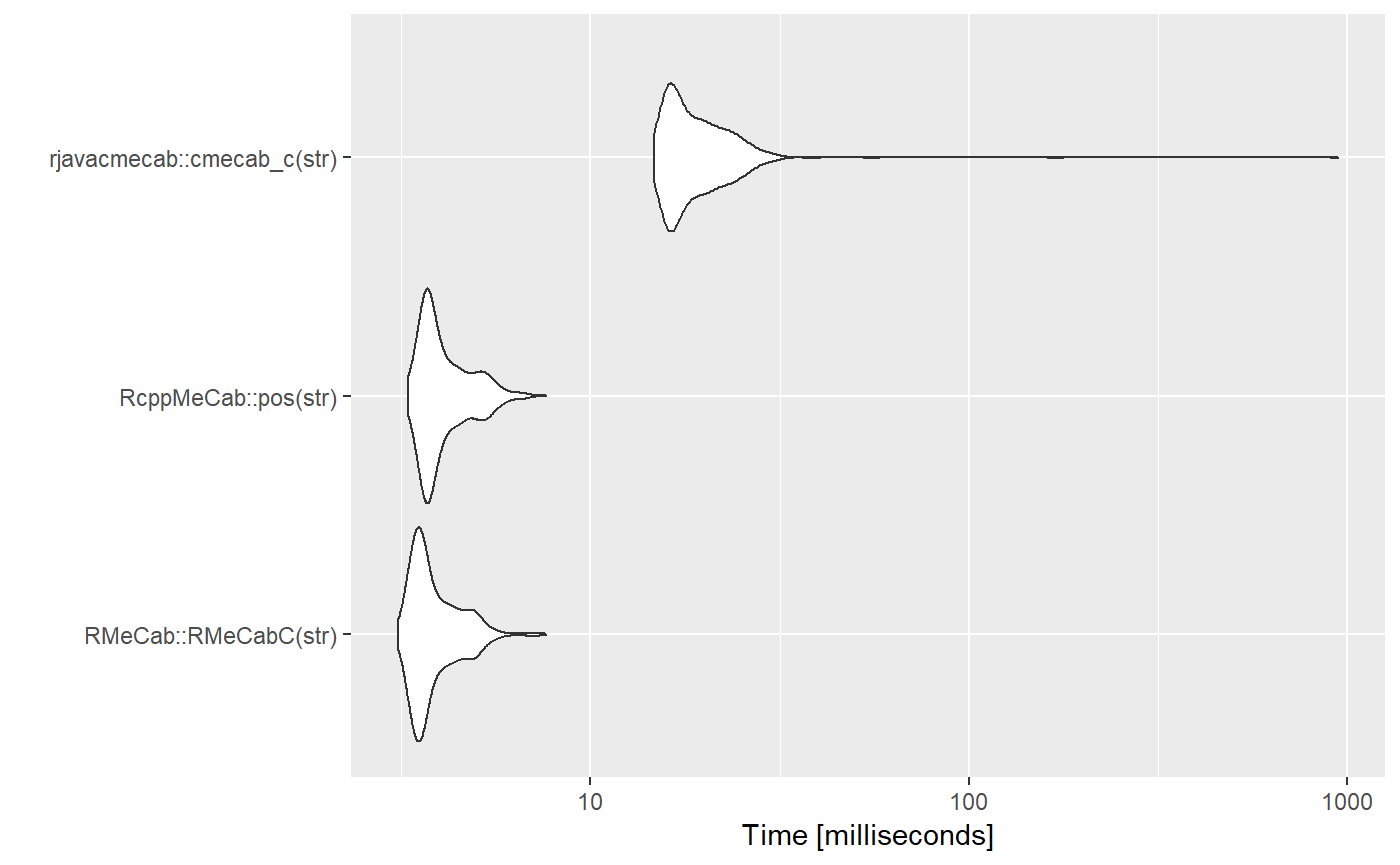 rjavacmecab::cmecab_c(str)
RcppMeCab::pos(str)
RMeCab::RMeCabC(str)
10
100
1000
Time [milliseconds]